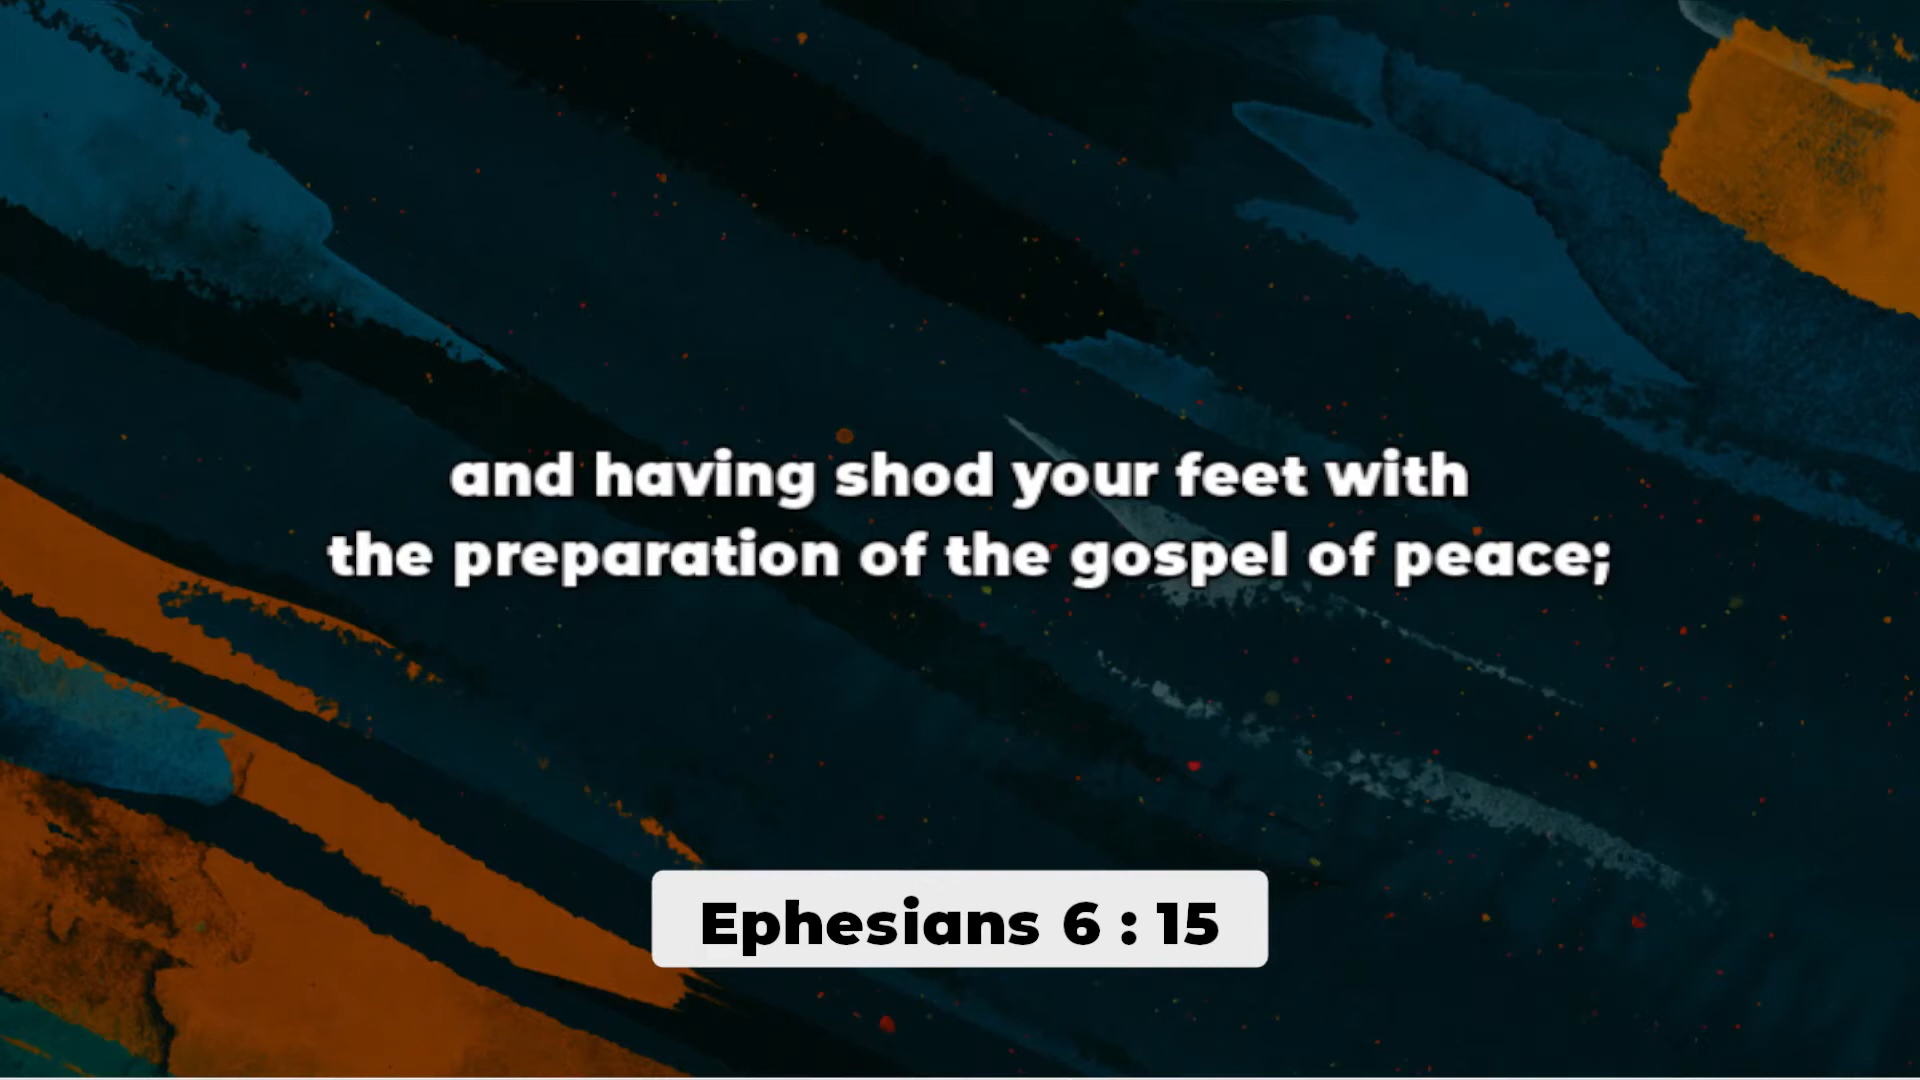 and having shod your feet with
the preparation of the gospel of peace;
Ephesians 6 : 15